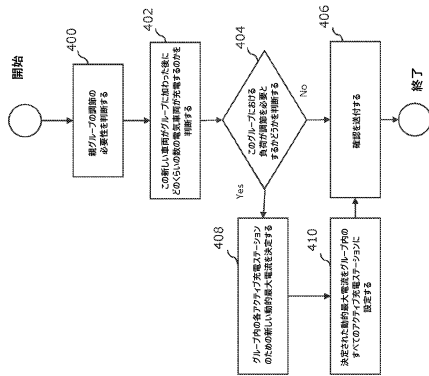 開始
400
親グループの調節の
必要性を判断する
402
この新しい車両がグループに加わった後に
どのくらいの数の電気車両が充電するのかを
判断する
404
このグループにおける
負荷が調節を必要と
するかどうかを判断する
Yes
No
408
グループ内の各アクティブ充電ステーション
のための新しい動的最大電流を決定する
410
決定された動的最大電流をグループ内の
すべてのアクティブ充電ステーションに
設定する
406
確認を送付する
終了